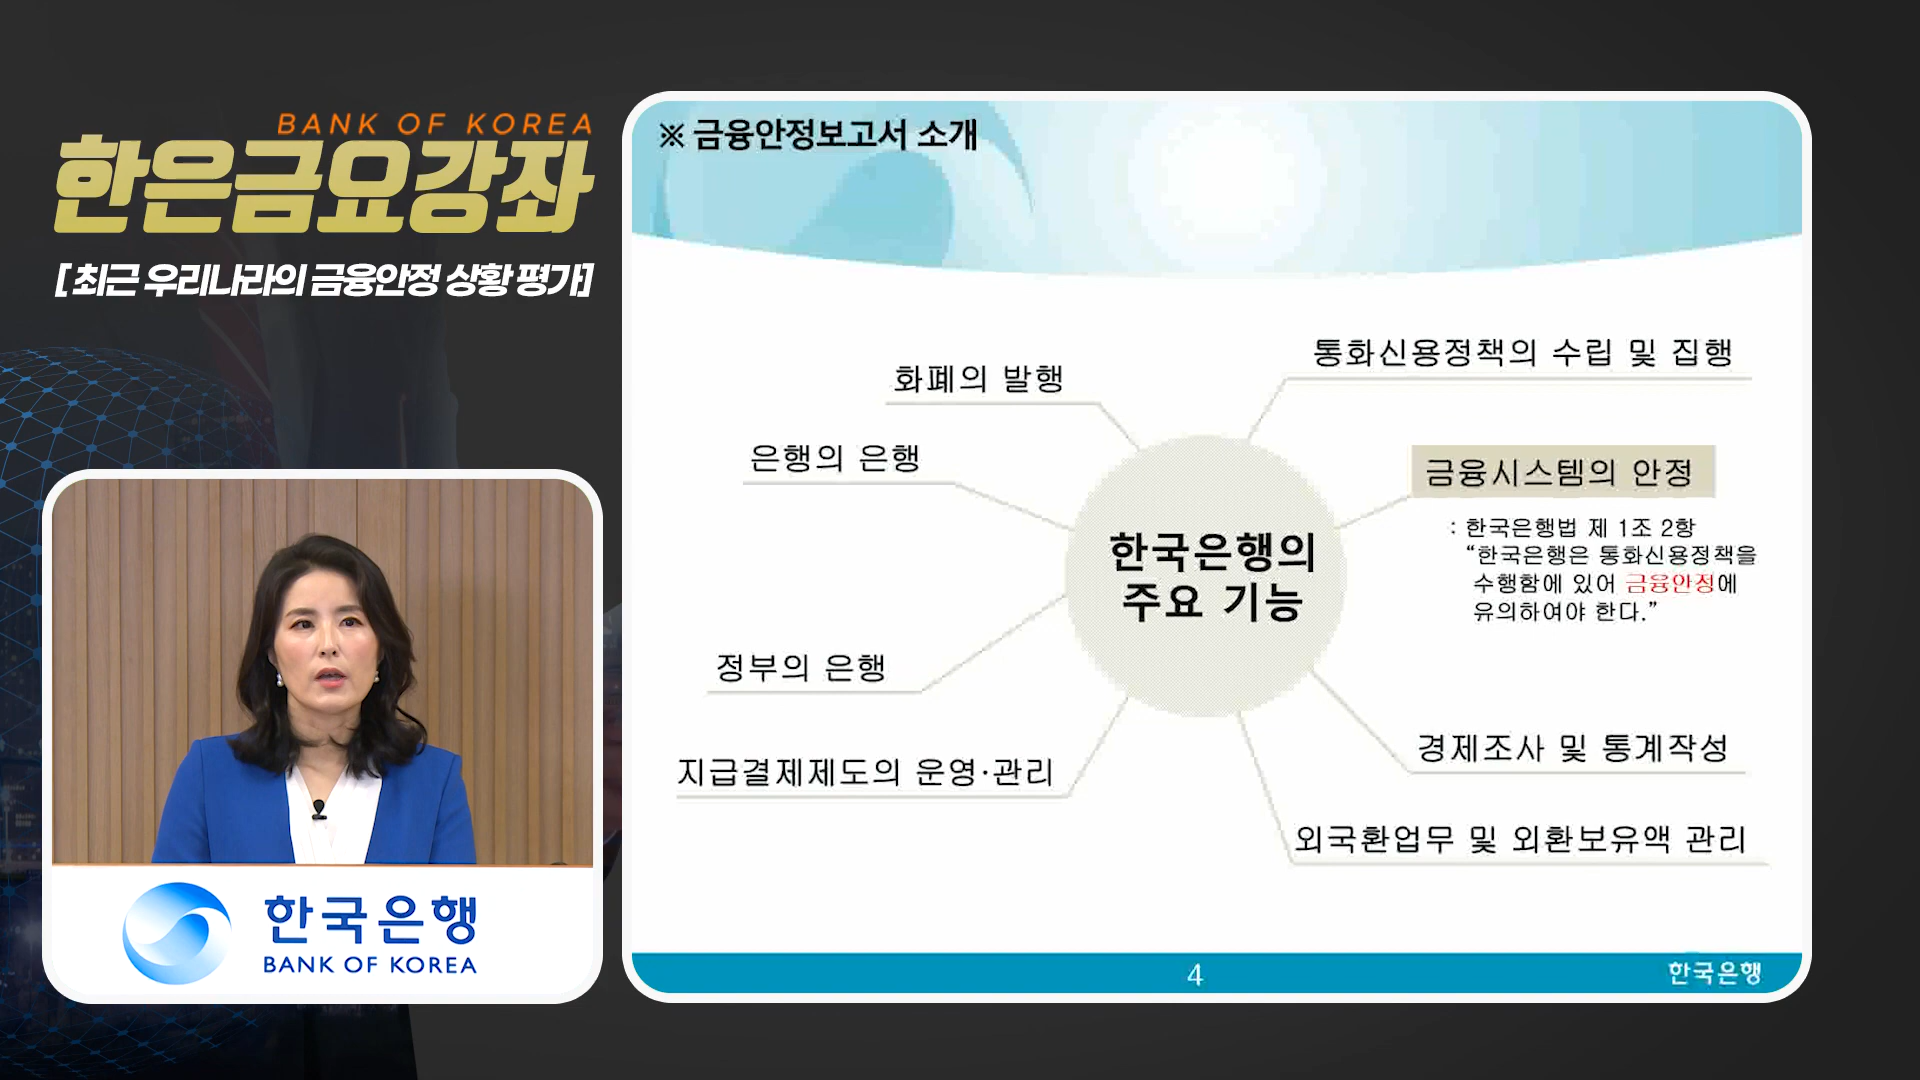 BANK OF KOREA
한은금요강좌
[ 최근 우리나라의 금융안정 상황 평가]
한국은행
BANK OF KOREA
※ 금융안정보고서 소개
화폐의 발행
은행의 은행
정부의 은행
지급결제제도의 운영·관리
한국은행의
주요 기능
통화신용정책의 수립 및 집행
금융시스템의 안정
: 한국은행법 제 1조 2항
“한국은행은 통화신용정책을
수행함에 있어 금융안정에
유의하여야 한다.”
경제조사 및 통계작성
외국환업무 및 외환보유액 관리
4
한국은행